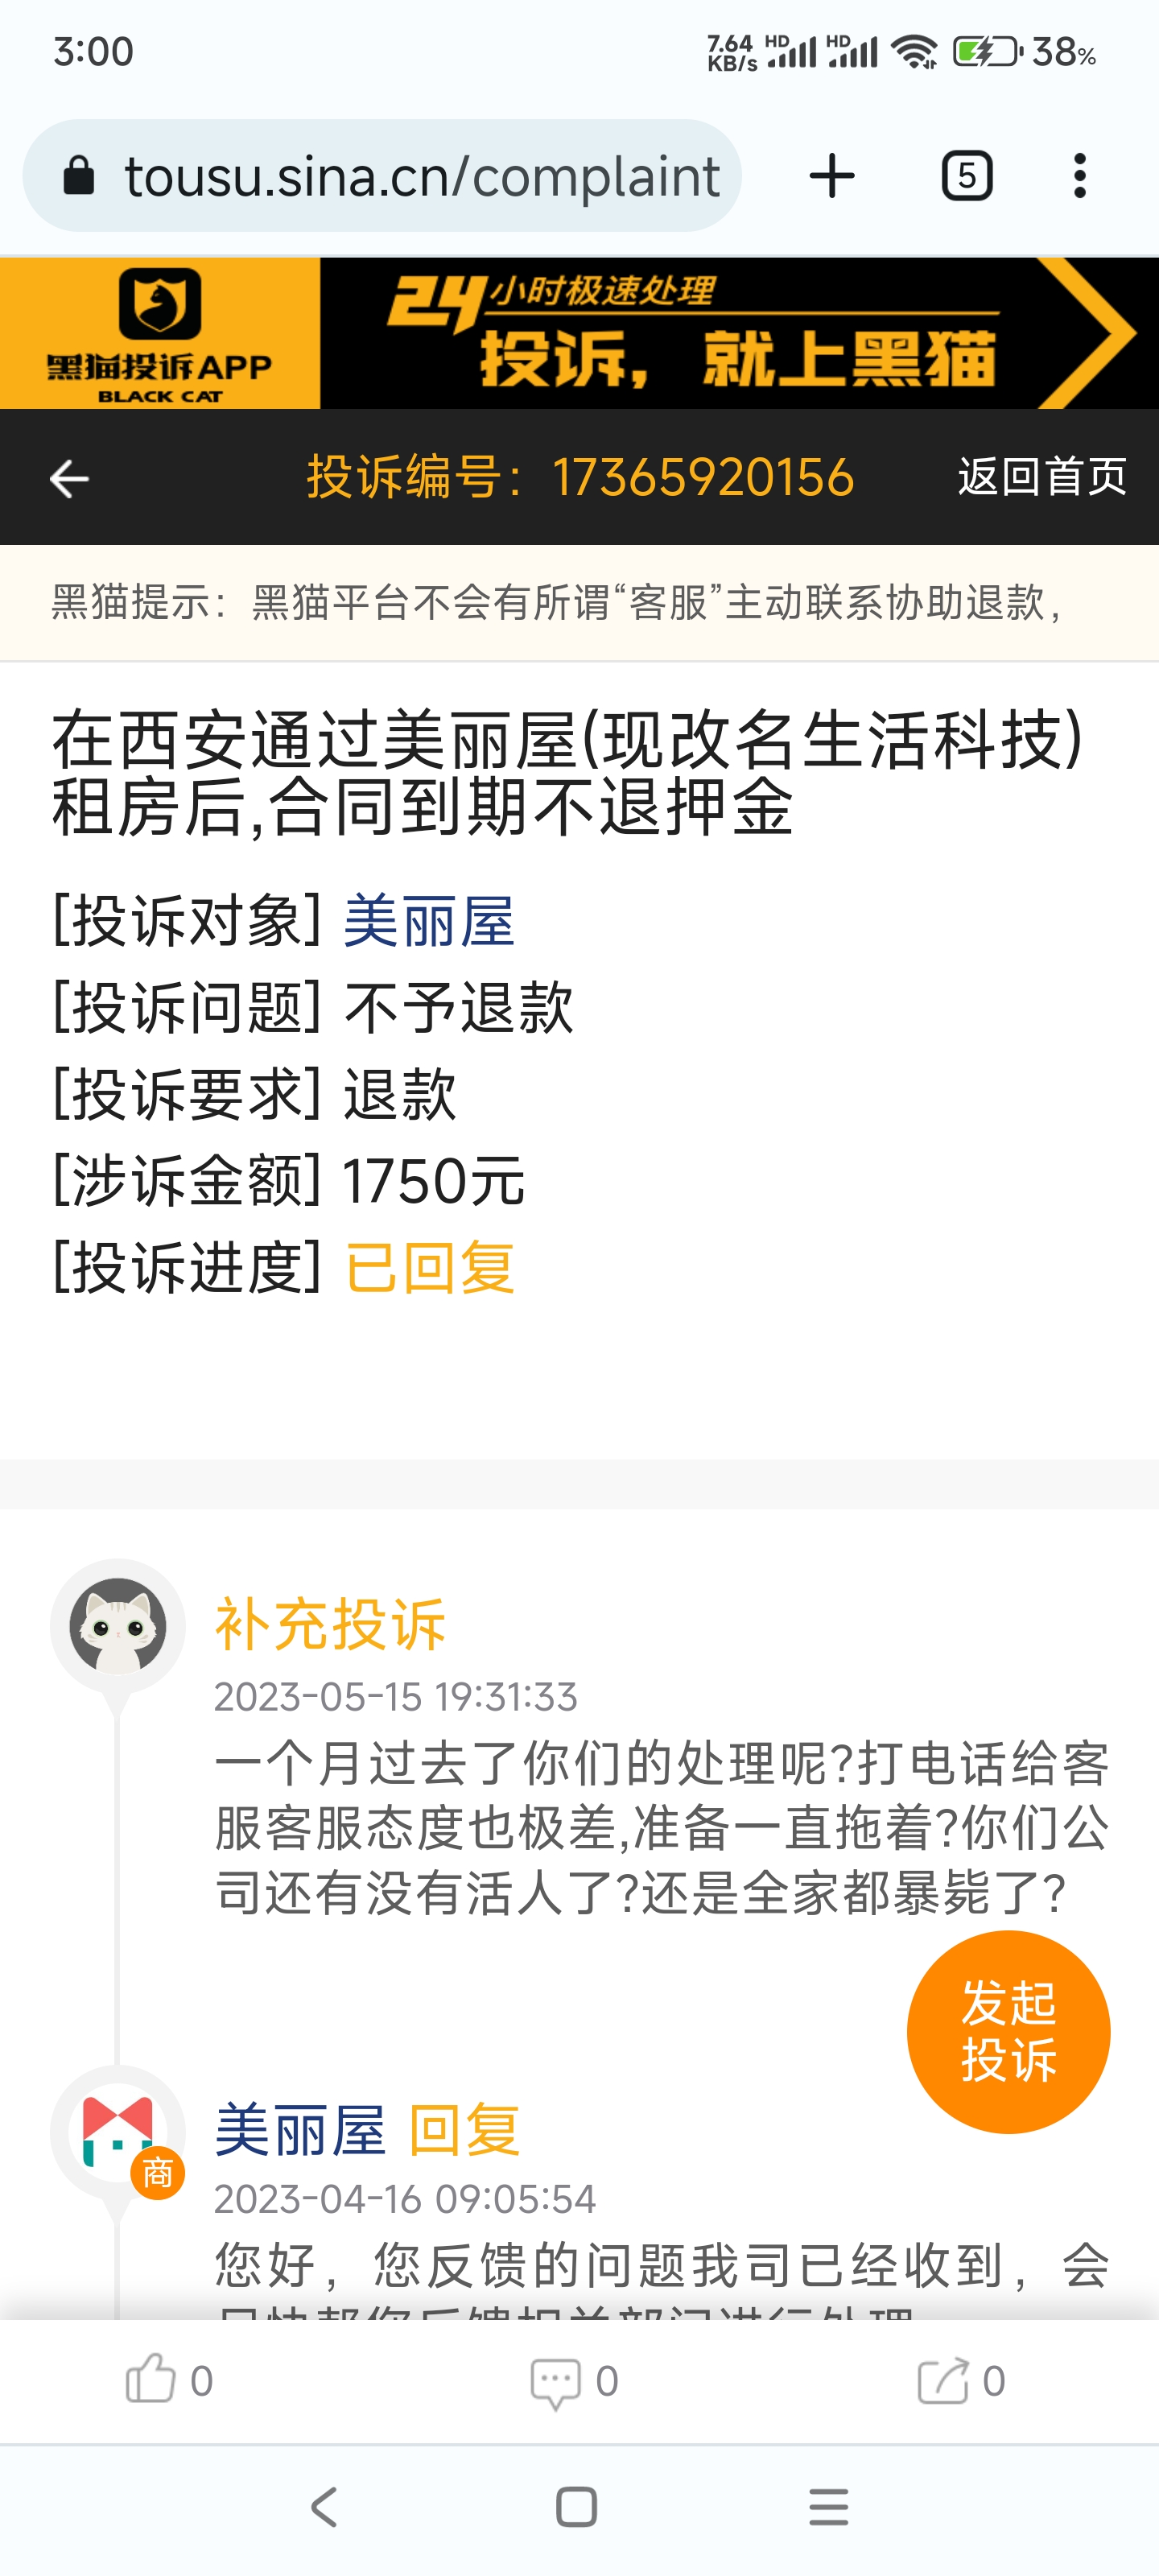 3:00
7.64 KB/s HD HD 38%
tousu.sina.cn/complaint
5
24小时极速处理
投诉，就上黑猫
黑猫投诉APP
BLACK CAT
投诉编号：17365920156
返回首页
黑猫提示：黑猫平台不会有所谓“客服”主动联系协助退款，
在西安通过美丽屋(现改名生活科技)
租房后,合同到期不退押金
[投诉对象] 美丽屋
[投诉问题] 不予退款
[投诉要求] 退款
[涉诉金额] 1750元
[投诉进度] 已回复
补充投诉
2023-05-15 19:31:33
一个月过去了你们的处理呢?打电话给客
服客服态度也极差,准备一直拖着?你们公
司还有没有活人了?还是全家都暴毙了?
发起
投诉
美丽屋 回复
商
2023-04-16 09:05:54
您好，您反馈的问题我司已经收到，会
0
0
0